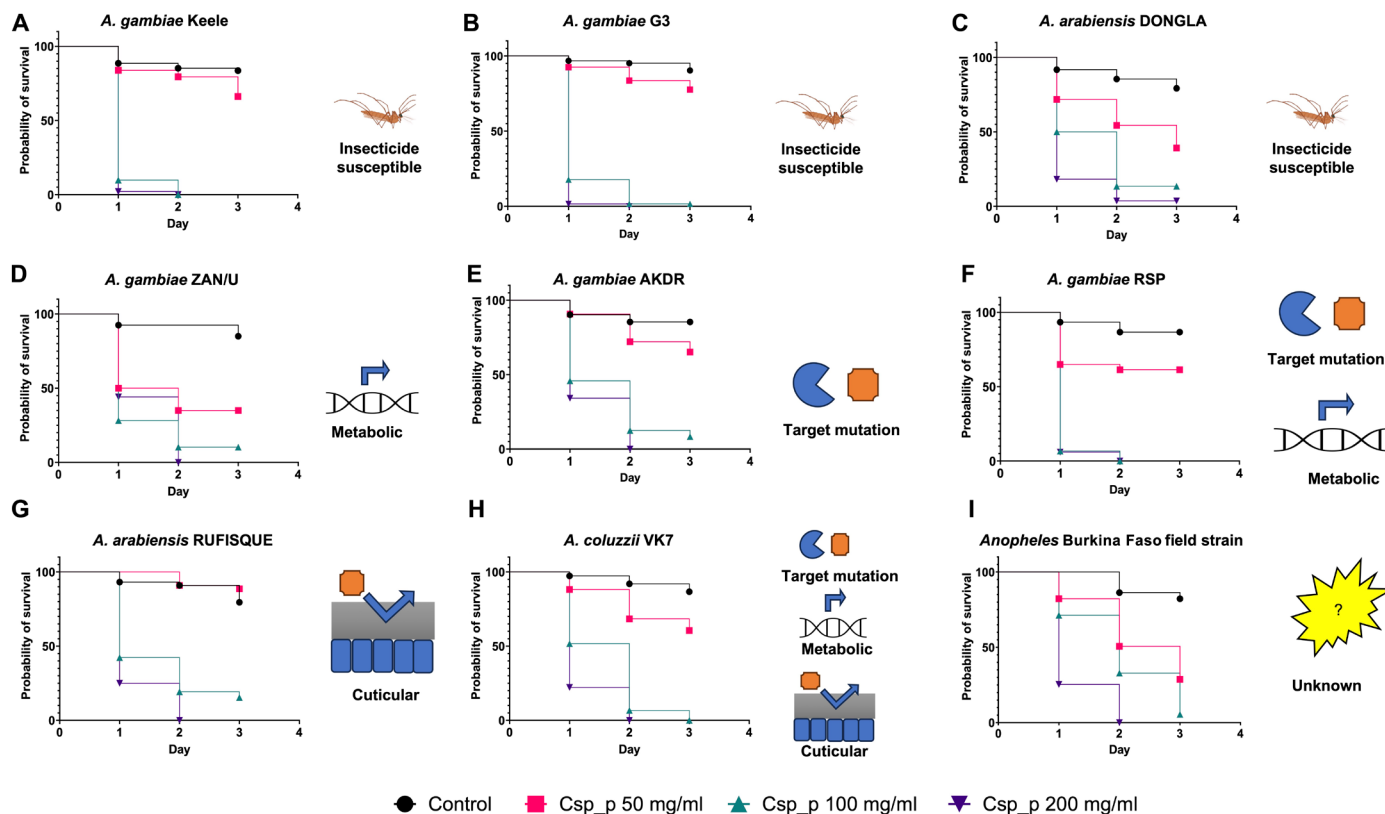 A
A. gambiae Keele
Probability of survival
100
50
0
0 1 2 3 4
Day
Insecticide
susceptible
B
A. gambiae G3
Probability of survival
100
50
0
0 1 2 3 4
Day
Insecticide
susceptible
C
A. arabiensis DONGLA
Probability of survival
100
50
0
0 1 2 3 4
Day
Insecticide
susceptible
D
A. gambiae ZAN/U
Probability of survival
100
50
0
0 1 2 3 4
Day
Metabolic
E
A. gambiae AKDR
Probability of survival
100
50
0
0 1 2 3 4
Day
Target mutation
F
A. gambiae RSP
Probability of survival
100
50
0
0 1 2 3 4
Day
Target mutation
Metabolic
G
A. arabiensis RUFISQUE
Probability of survival
100
50
0
0 1 2 3 4
Day
Cuticular
H
A. coluzzii VK7
Probability of survival
100
50
0
0 1 2 3 4
Day
Target mutation
Metabolic
Cuticular
I
Anopheles Burkina Faso field strain
Probability of survival
100
50
0
0 1 2 3 4
Day
?
Unknown
Control Csp_p 50 mg/ml Csp_p 100 mg/ml Csp_p 200 mg/ml